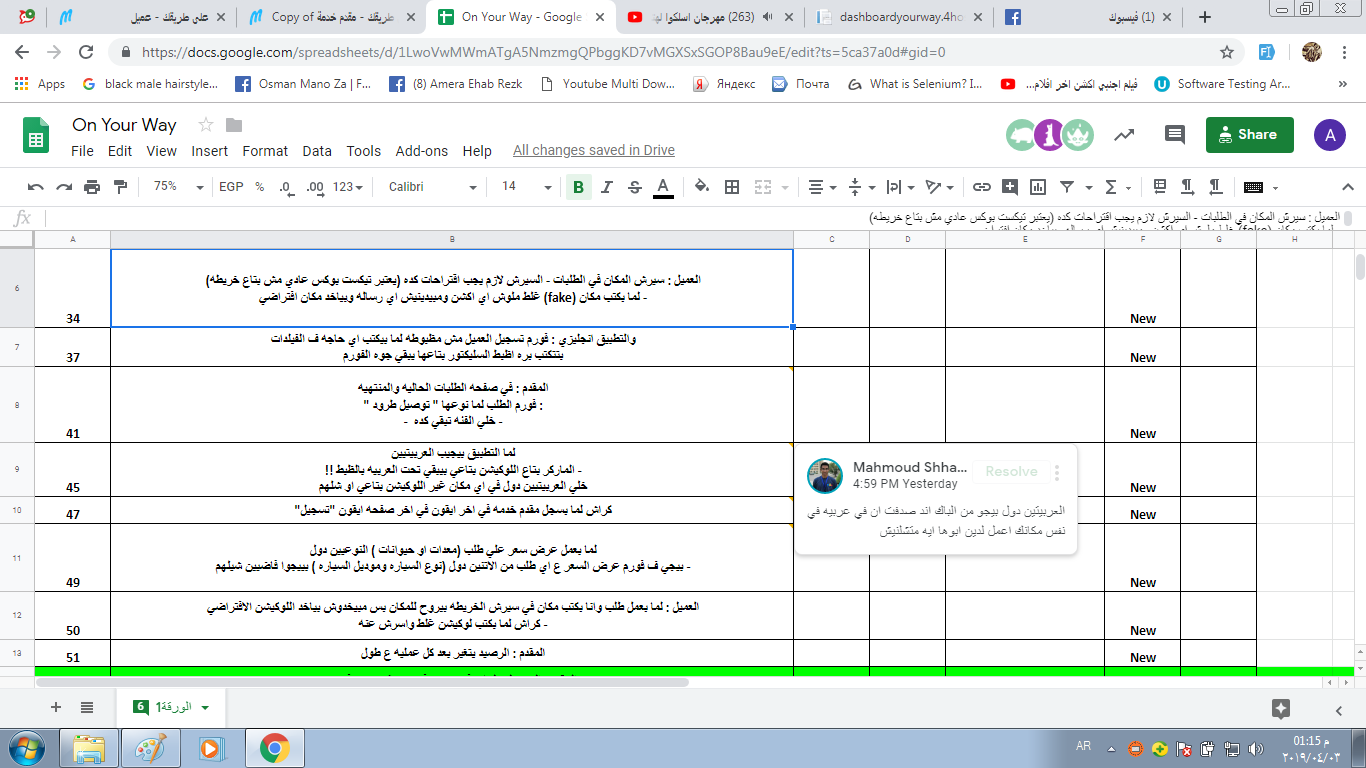 علي طريقك - عميل
Copy of طريقك - مقدم خدمة
On Your Way - Google
(263) مهرجان اسلكوا لها
dashboardyourway.4ho
(1) فيسبوك
https://docs.google.com/spreadsheets/d/1LwoVwMWmATgA5NmzmgQPbggKD7vMGXSxSGOP8Bau9eE/edit?ts=5ca37a0d#gid=0
Apps
black male hairstyle...
Osman Mano Za | F...
(8) Amera Ehab Rezk
Youtube Multi Dow...
Яндекс
Почта
What is Selenium? I...
فيلم اجنبي اكشن اخر افلام...
Software Testing Ar...
On Your Way
File Edit View Insert Format Data Tools Add-ons Help All changes saved in Drive
Share
A
75% EGP % .0 .00 123 Calibri 14 B I S A
fx
العميل : سيرش المكان في الطلبات - السيرش لازم يجب اقتراحات كده (يعتبر تيكست بوكس عادي مش بتاع خريطه)
A B C D E F G H
6
العميل : سيرش المكان في الطلبات - السيرش لازم يجب اقتراحات كده (يعتبر تيكست بوكس عادي مش بتاع خريطه)
- لما بكتب مكان (fake) غلط ملوش اي اكشن ومبيدينيش اي رساله وبياخد مكان افتراضي
34
New
7
والتطبيق انجليزي : فورم تسجيل العميل مش مظبوطه لما بيكتب اي حاجه ف الفيلدات
بتتكتب بره اظبط السليكتور بتاعها يبقي جوه الفورم
37
New
8
المقدم : في صفحه الطلبات الحاليه والمنتهيه
: فورم الطلب لما نوعها " توصيل طرود "
- خلي الفئه تبقي كده -
41
New
9
لما التطبيق بيجيب العربيتيين
- الماركر بتاع اللوكيشن بتاعي بيبقي تحت العربيه بالظبط !!
خلي العربيتيين دول في اي مكان غير اللوكيشن بتاعي او شلهم
45
New
10
كراش لما بسجل مقدم خدمه في اخر ايقون في اخر صفحه ايقون "تسجيل"
47
New
11
لما بعمل عرض سعر علي طلب (معدات او حيوانات ) النوعيين دول
- بيجي ف فورم عرض السعر ع اي طلب من الاتنين دول (نوع السياره وموديل السياره ) بييجوا فاضيين شيلهم
49
New
12
العميل : لما بعمل طلب وانا بكتب مكان في سيرش الخريطه بيروح للمكان بس مبيخدوش بياخد اللوكيشن الافتراضي
- كراش لما بكتب لوكيشن غلط واسرش عنه
50
New
13
المقدم : الرصيد يتغير بعد كل عمليه ع طول
51
New
Mahmoud Shha...
Resolve
4:59 PM Yesterday
العربيتين دول بيجو من الباك اند صدفت ان في عربيه في
نفس مكانك اعمل لدين ابوها ايه متشلنيش
6 الورقة1
AR
01:15 م
٢٠١٩/٠٤/٠٣